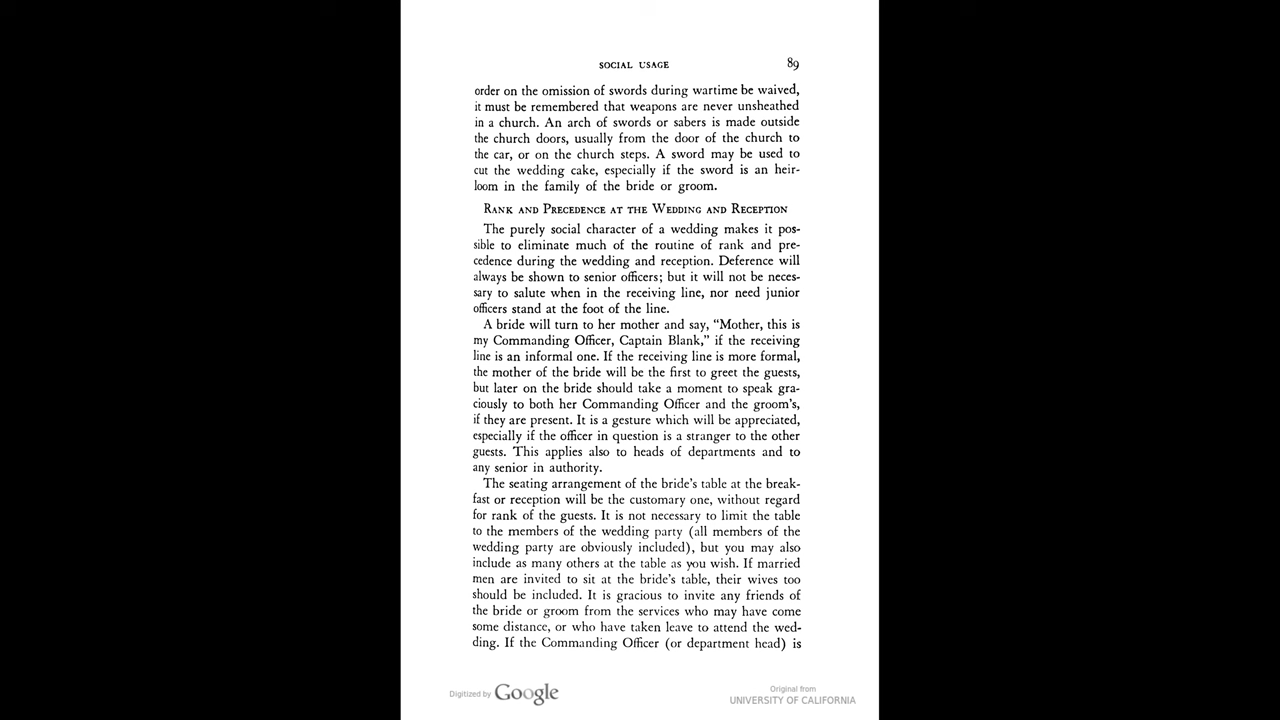 SOCIAL USAGE 89
order on the omission of swords during wartime be waived,
it must be remembered that weapons are never unsheathed
in a church. An arch of swords or sabers is made outside
the church doors, usually from the door of the church to
the car, or on the church steps. A sword may be used to
cut the wedding cake, especially if the sword is an heir-
loom in the family of the bride or groom.
RANK AND PRECEDENCE AT THE WEDDING AND RECEPTION
The purely social character of a wedding makes it pos-
sible to eliminate much of the routine of rank and pre-
cedence during the wedding and reception. Deference will
always be shown to senior officers; but it will not be neces-
sary to salute when in the receiving line, nor need junior
officers stand at the foot of the line.
A bride will turn to her mother and say, “Mother, this is
my Commanding Officer, Captain Blank,” if the receiving
line is an informal one. If the receiving line is more formal,
the mother of the bride will be the first to greet the guests,
but later on the bride should take a moment to speak gra-
ciously to both her Commanding Officer and the groom’s,
if they are present. It is a gesture which will be appreciated,
especially if the officer in question is a stranger to the other
guests. This applies also to heads of departments and to
any senior in authority.
The seating arrangement of the bride’s table at the break-
fast or reception will be the customary one, without regard
for rank of the guests. It is not necessary to limit the table
to the members of the wedding party (all members of the
wedding party are obviously included), but you may also
include as many others at the table as you wish. If married
men are invited to sit at the bride’s table, their wives too
should be included. It is gracious to invite any friends of
the bride or groom from the services who may have come
some distance, or who have taken leave to attend the wed-
ding. If the Commanding Officer (or department head) is
Digitized by Google
Original from
UNIVERSITY OF CALIFORNIA